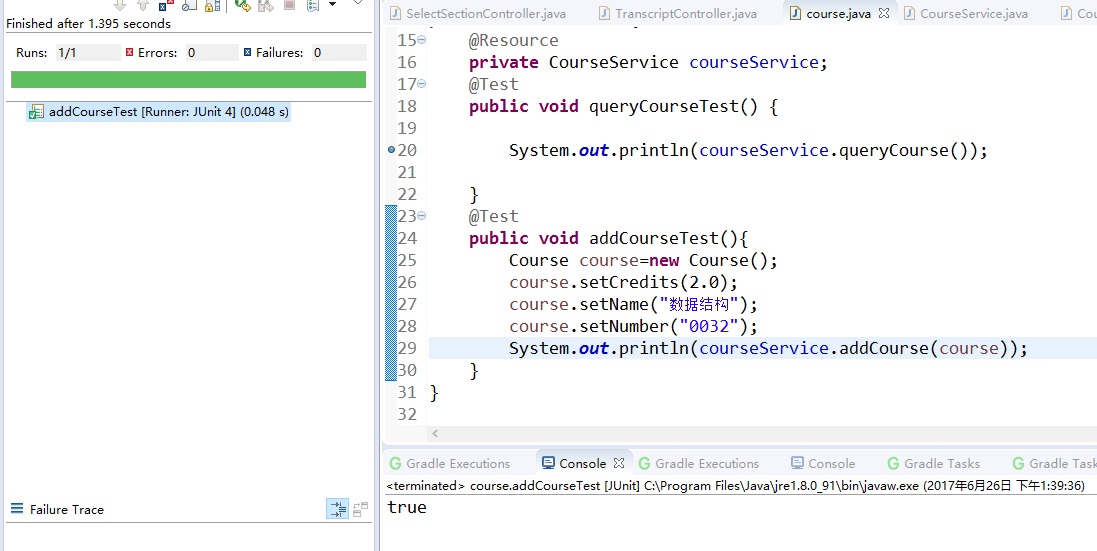 Finished after 1.395 seconds
Runs: 1/1 Errors: 0 Failures: 0
addCourseTest [Runner: JUnit 4] (0.048 s)
Failure Trace
SelectSectionController.java TranscriptController.java course.java CourseService.java Cou
15 @Resource
16 private CourseService courseService;
17 @Test
18 public void queryCourseTest() {
19
20 System.out.println(courseService.queryCourse());
21
22 }
23 @Test
24 public void addCourseTest(){
25 Course course=new Course();
26 course.setCredits(2.0);
27 course.setName("数据结构");
28 course.setNumber("0032");
29 System.out.println(courseService.addCourse(course));
30 }
31 }
32
Gradle Executions Console Gradle Executions Console Gradle Tasks Gradle Task
<terminated> course.addCourseTest [JUnit] C:\Program Files\Java\jre1.8.0_91\bin\javaw.exe (2017年6月26日 下午1:39:36)
true